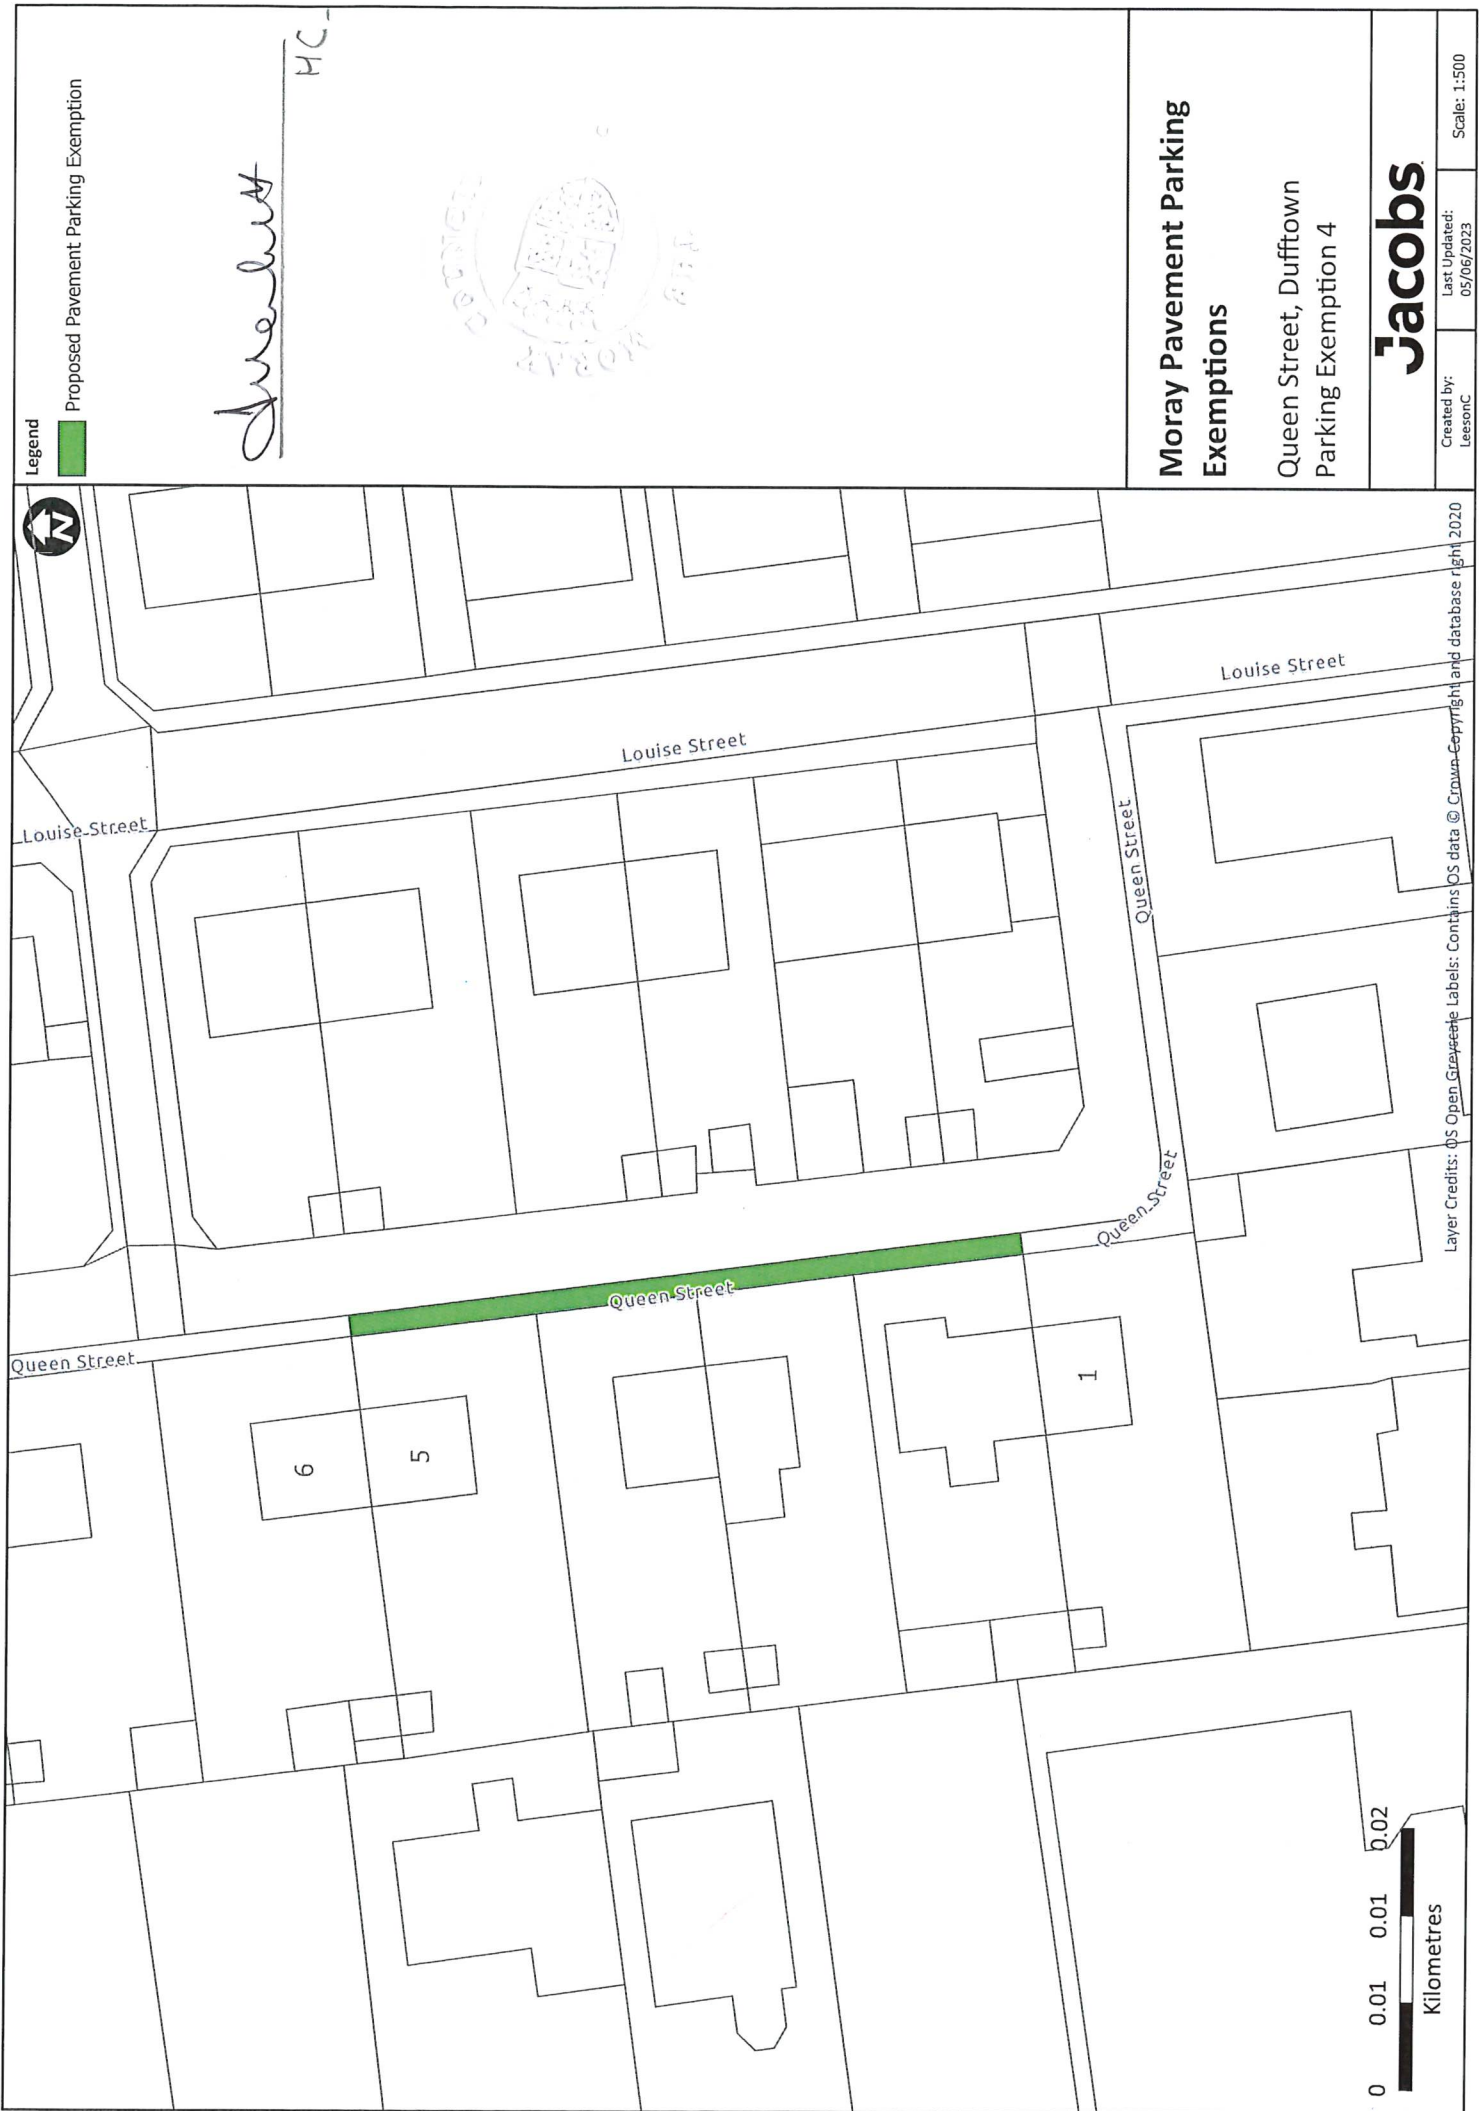 Legend
Proposed Pavement Parking Exemption
MC
Moray Pavement Parking
Exemptions
Queen Street, Dufftown
Parking Exemption 4
Jacobs
Created by:
LeesonC
Last Updated:
05/06/2023
Scale: 1:500
N
Louise Street
Louise Street
Louise Street
Queen Street
Queen Street
Queen Street
Queen Street
6
5
1
0 0.01 0.01 0.02
Kilometres
Layer Credits: OS Open Greyscale Labels: Contains OS data © Crown Copyright and database right 2020
THE MORAY COUNCIL